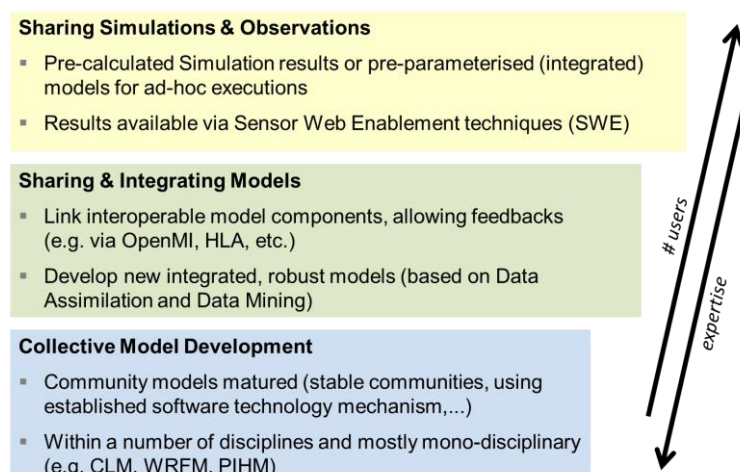 Sharing Simulations & Observations
▪ Pre-calculated Simulation results or pre-parameterised (integrated)
models for ad-hoc executions
▪ Results available via Sensor Web Enablement techniques (SWE)
Sharing & Integrating Models
▪ Link interoperable model components, allowing feedbacks
(e.g. via OpenMI, HLA, etc.)
▪ Develop new integrated, robust models (based on Data
Assimilation and Data Mining)
# users
expertise
Collective Model Development
▪ Community models matured (stable communities, using
established software technology mechanism,...)
▪ Within a number of disciplines and mostly mono-disciplinary
(e.g. CLM, WRFM, PIHM)